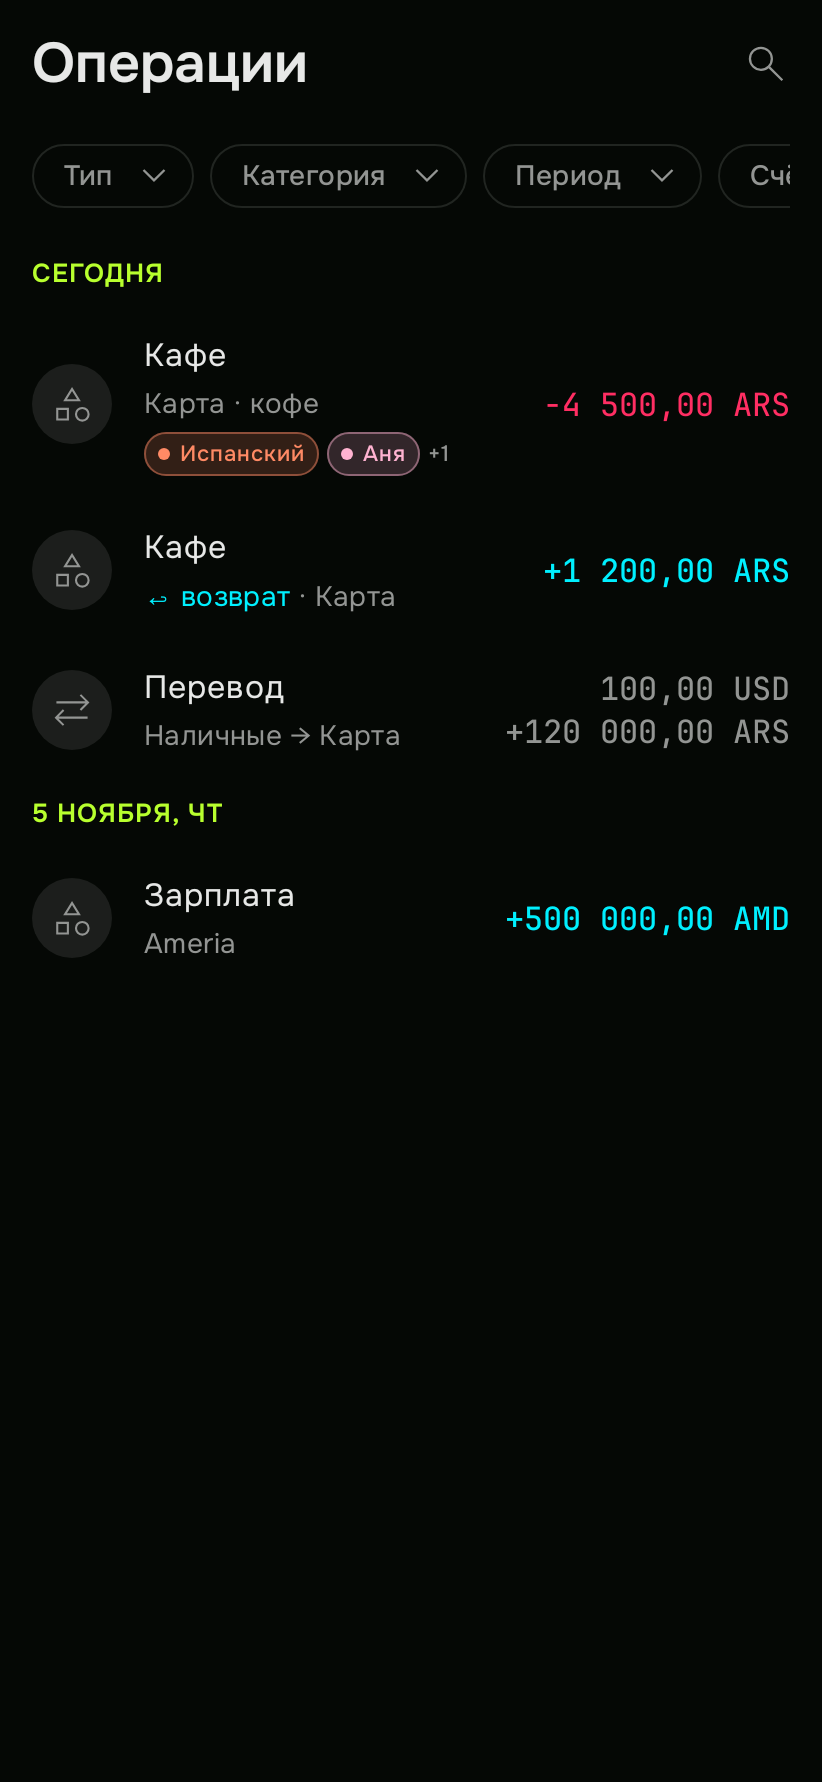 Операции
Тип
Категория
Период
Счё
СЕГОДНЯ
Кафе
Карта · кофе
-4 500,00 ARS
Испанский
Аня
+1
Кафе
↩ возврат · Карта
+1 200,00 ARS
Перевод
100,00 USD
Наличные → Карта
+120 000,00 ARS
5 НОЯБРЯ, ЧТ
Зарплата
Ameria
+500 000,00 AMD